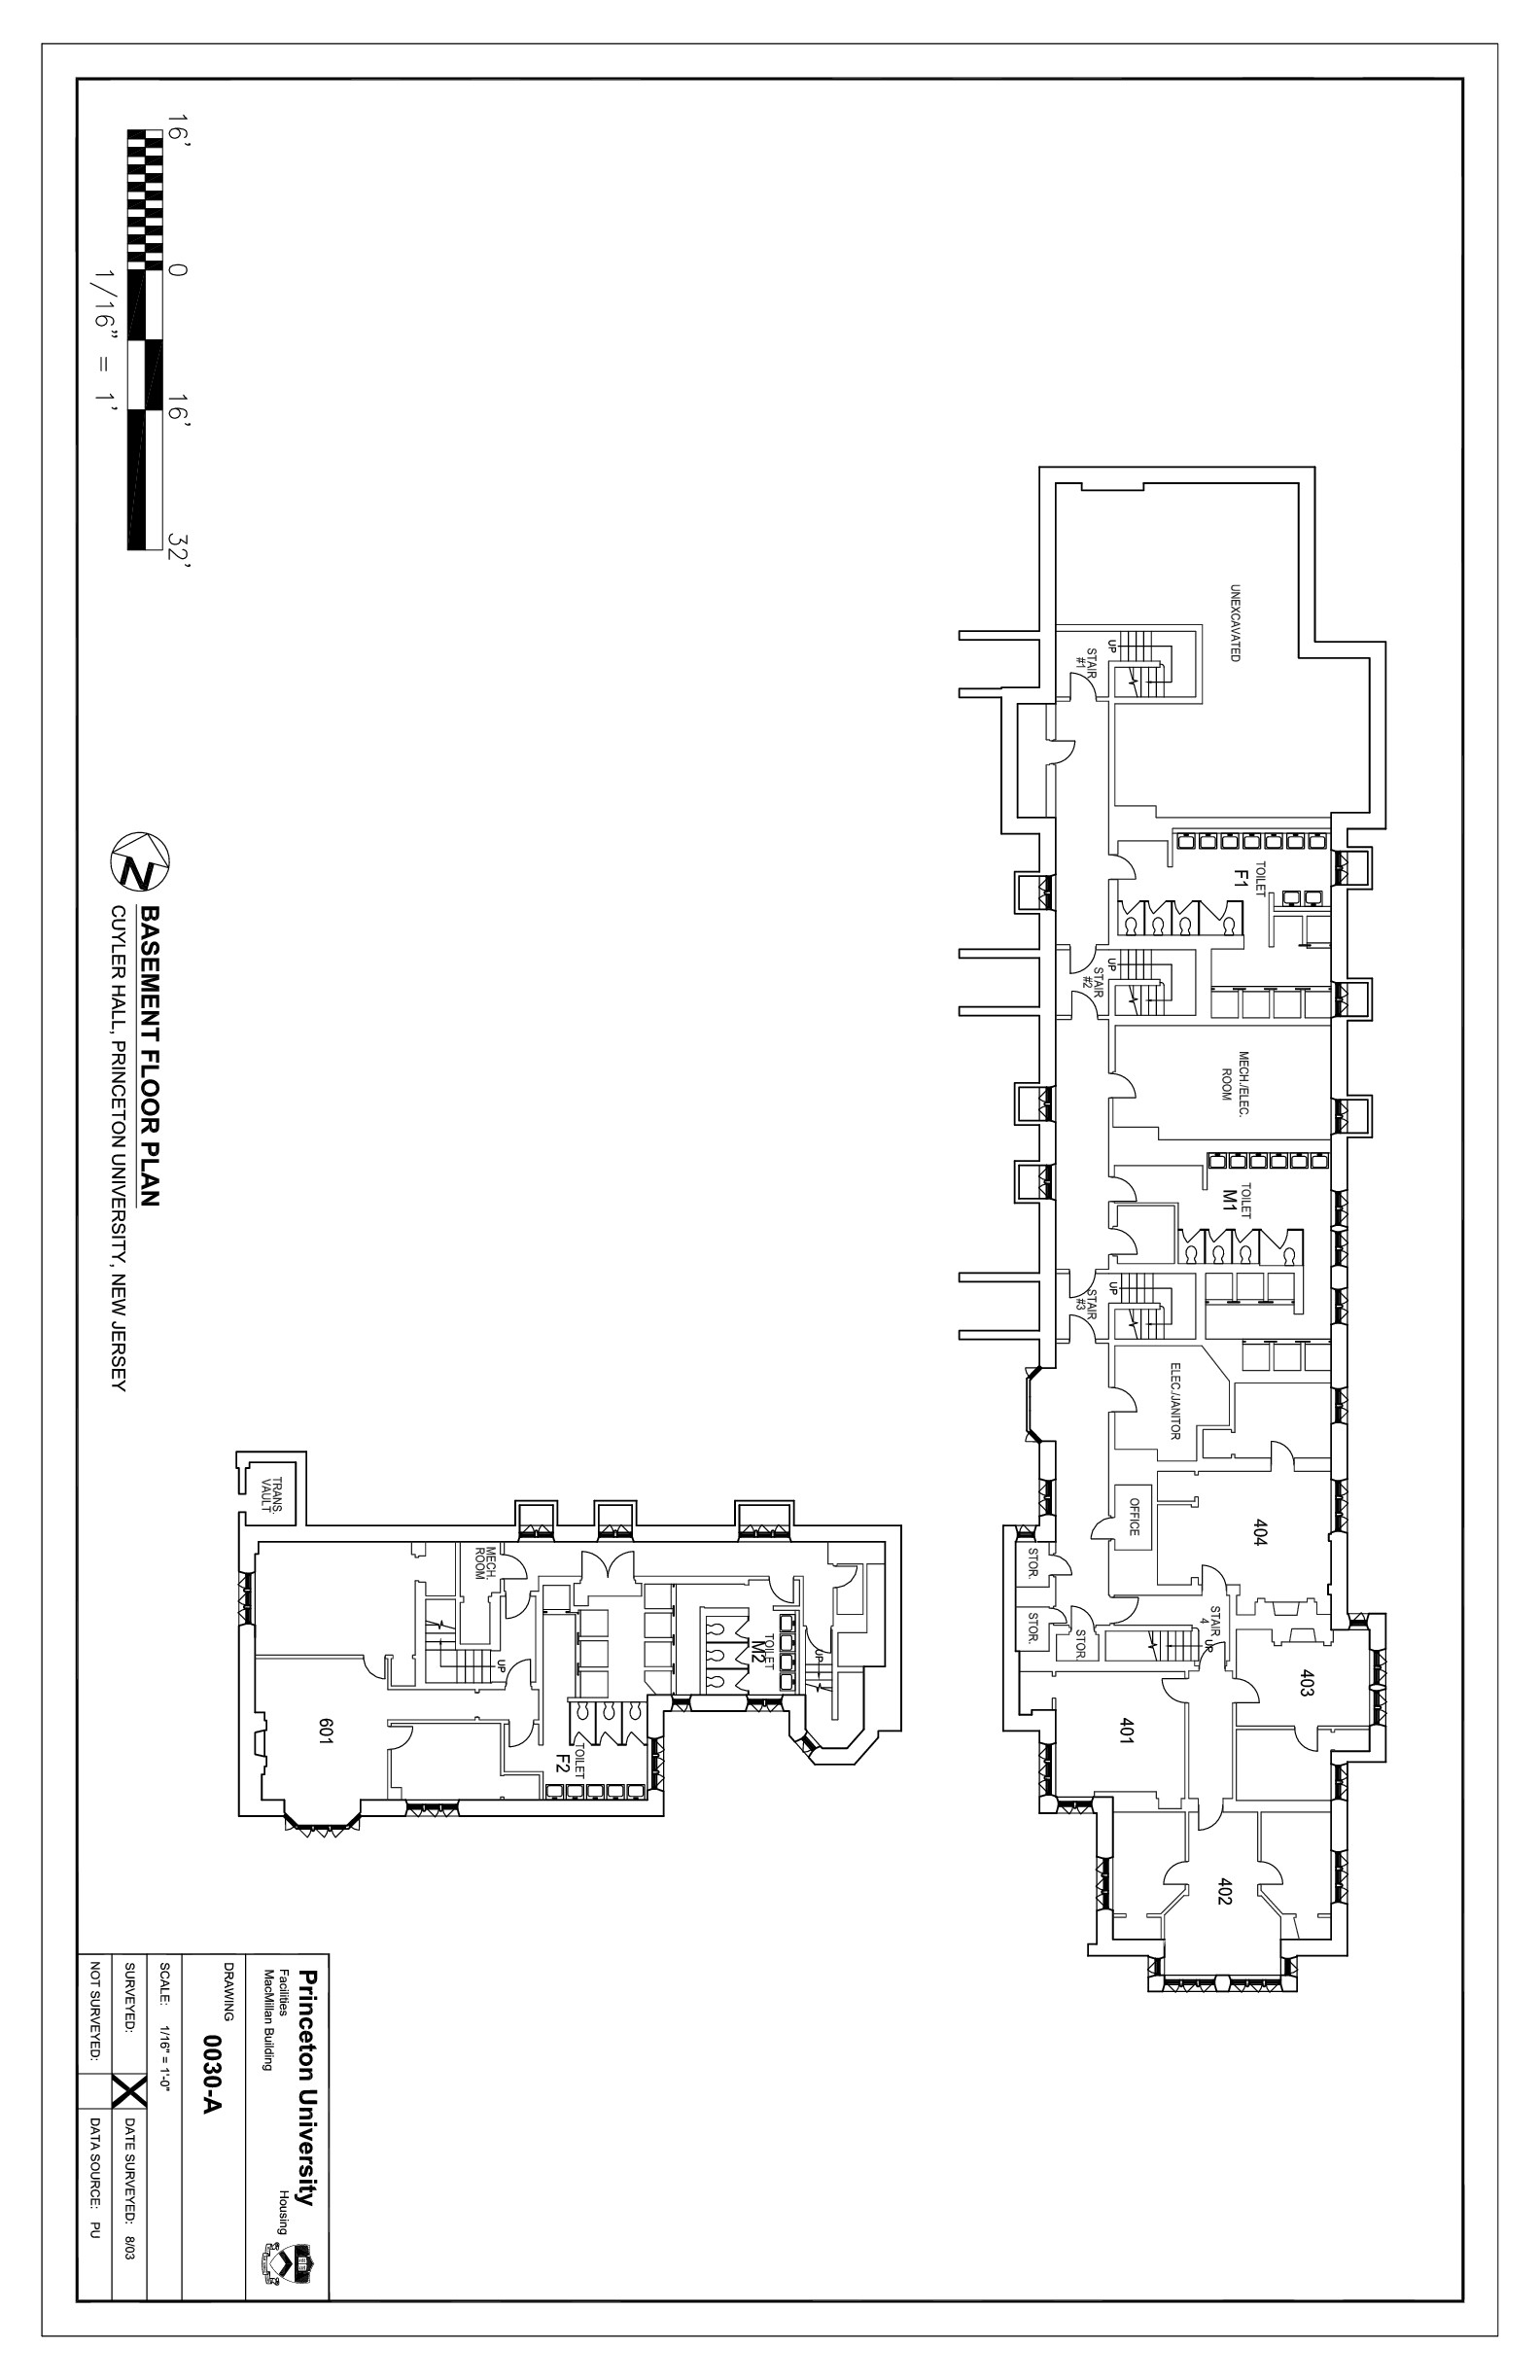 UNEXCAVATED
STAIR
#1
UP
TOILET
F1
STAIR
#2
UP
MECH./ELEC.
ROOM
TOILET
M1
STAIR
#3
UP
ELEC./JANITOR
OFFICE
404
STOR.
STOR.
STOR.
STAIR
4
UP
403
401
402
TRANS.
VAULT
MECH.
ROOM
UP
601
TOILET
M2
UP
TOILET
F2
16'
0
16'
32'
1/16" = 1'
N
BASEMENT FLOOR PLAN
CUYLER HALL, PRINCETON UNIVERSITY, NEW JERSEY
Princeton University
Facilities
Housing
MacMillan Building
DRAWING
0030-A
SCALE: 1/16" = 1'-0"
SURVEYED: X DATE SURVEYED: 8/03
NOT SURVEYED: DATA SOURCE: PU